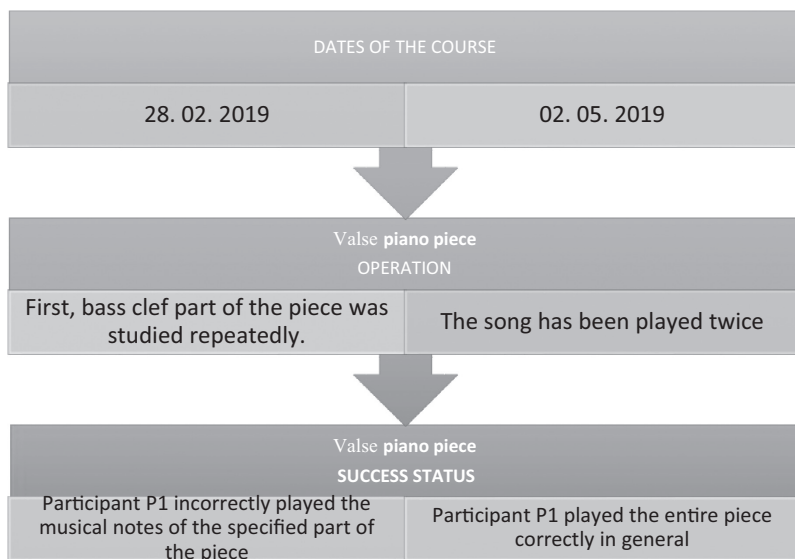 DATES OF THE COURSE
28. 02. 2019
02. 05. 2019
Valse piano piece
OPERATION
First, bass clef part of the piece was
studied repeatedly.
The song has been played twice
Valse piano piece
SUCCESS STATUS
Participant P1 incorrectly played the
musical notes of the specified part of
the piece
Participant P1 played the entire piece
correctly in general